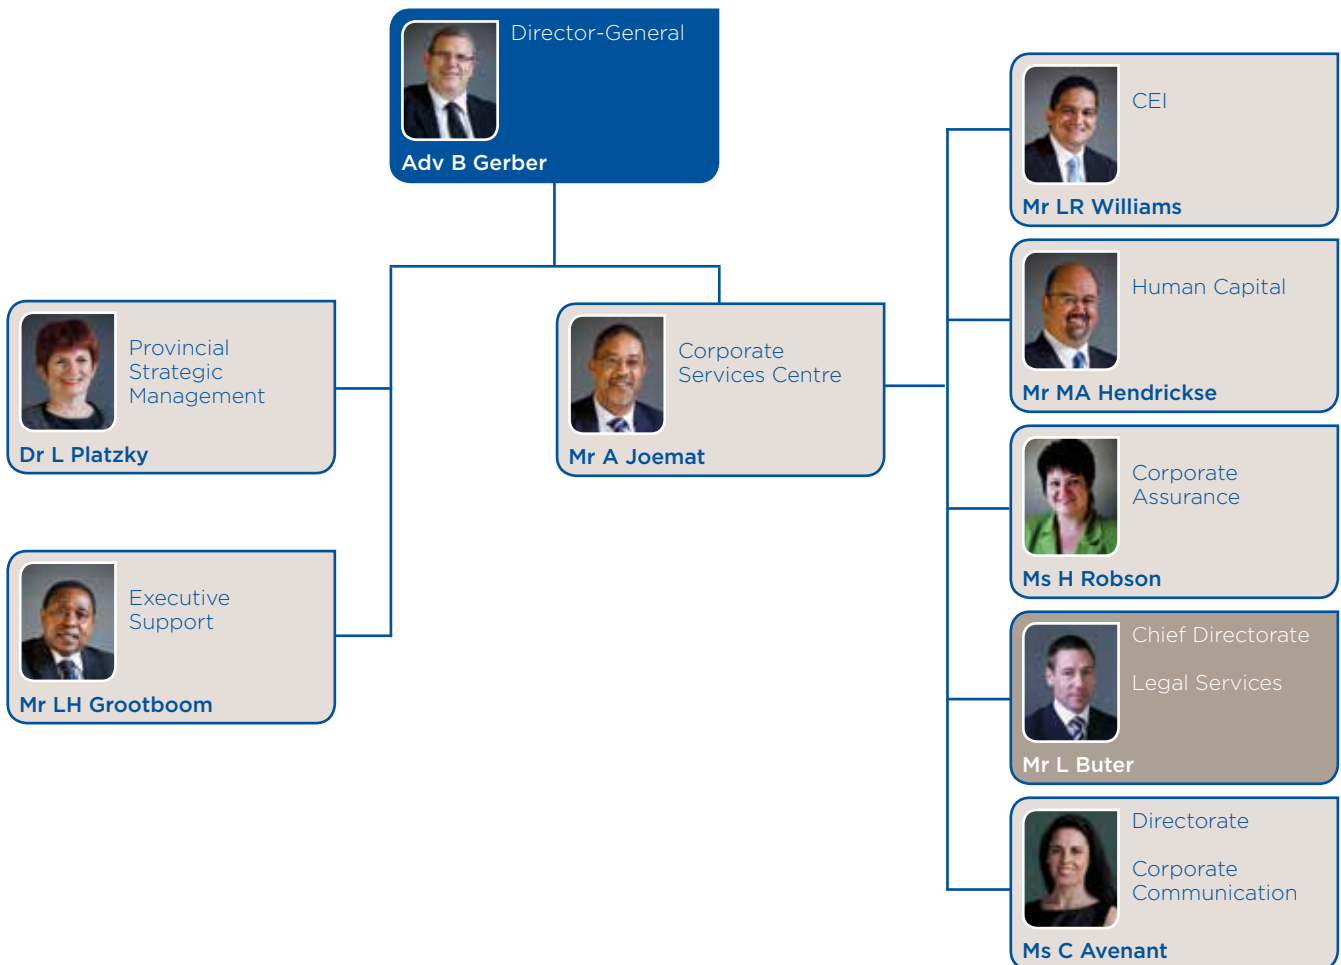 Director-General
Adv B Gerber
Provincial
Strategic
Management
Dr L Platzky
Executive
Support
Mr LH Grootboom
Corporate
Services Centre
Mr A Joemat
CEI
Mr LR Williams
Human Capital
Mr MA Hendrickse
Corporate
Assurance
Ms H Robson
Chief Directorate
Legal Services
Mr L Buter
Directorate
Corporate
Communication
Ms C Avenant